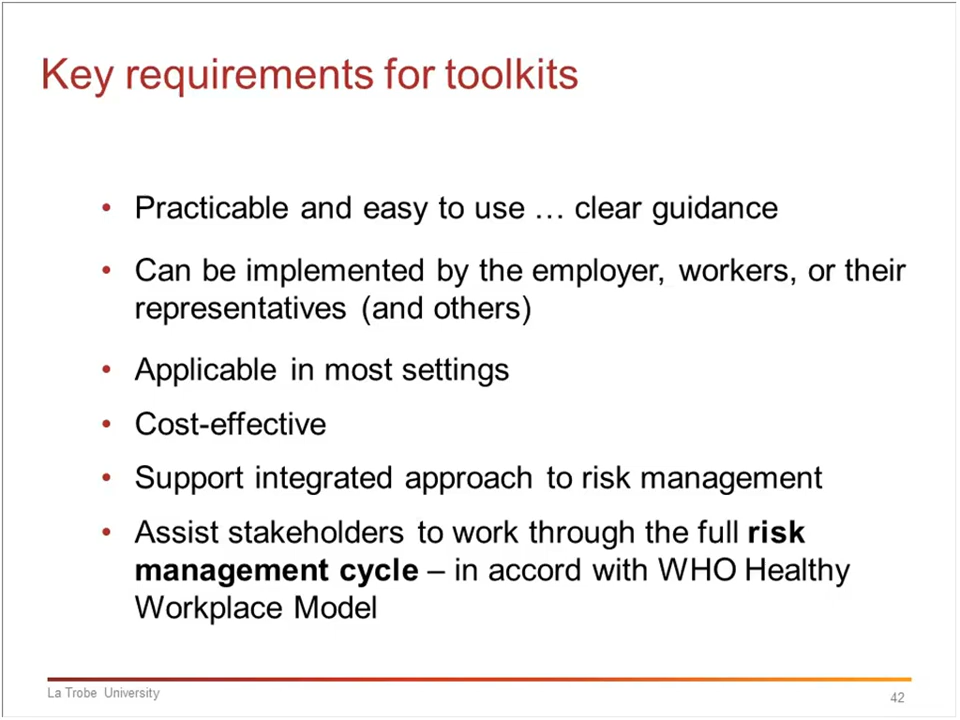 Key requirements for toolkits
• Practicable and easy to use … clear guidance
• Can be implemented by the employer, workers, or their
representatives (and others)
• Applicable in most settings
• Cost-effective
• Support integrated approach to risk management
• Assist stakeholders to work through the full risk
management cycle – in accord with WHO Healthy
Workplace Model
La Trobe University
42